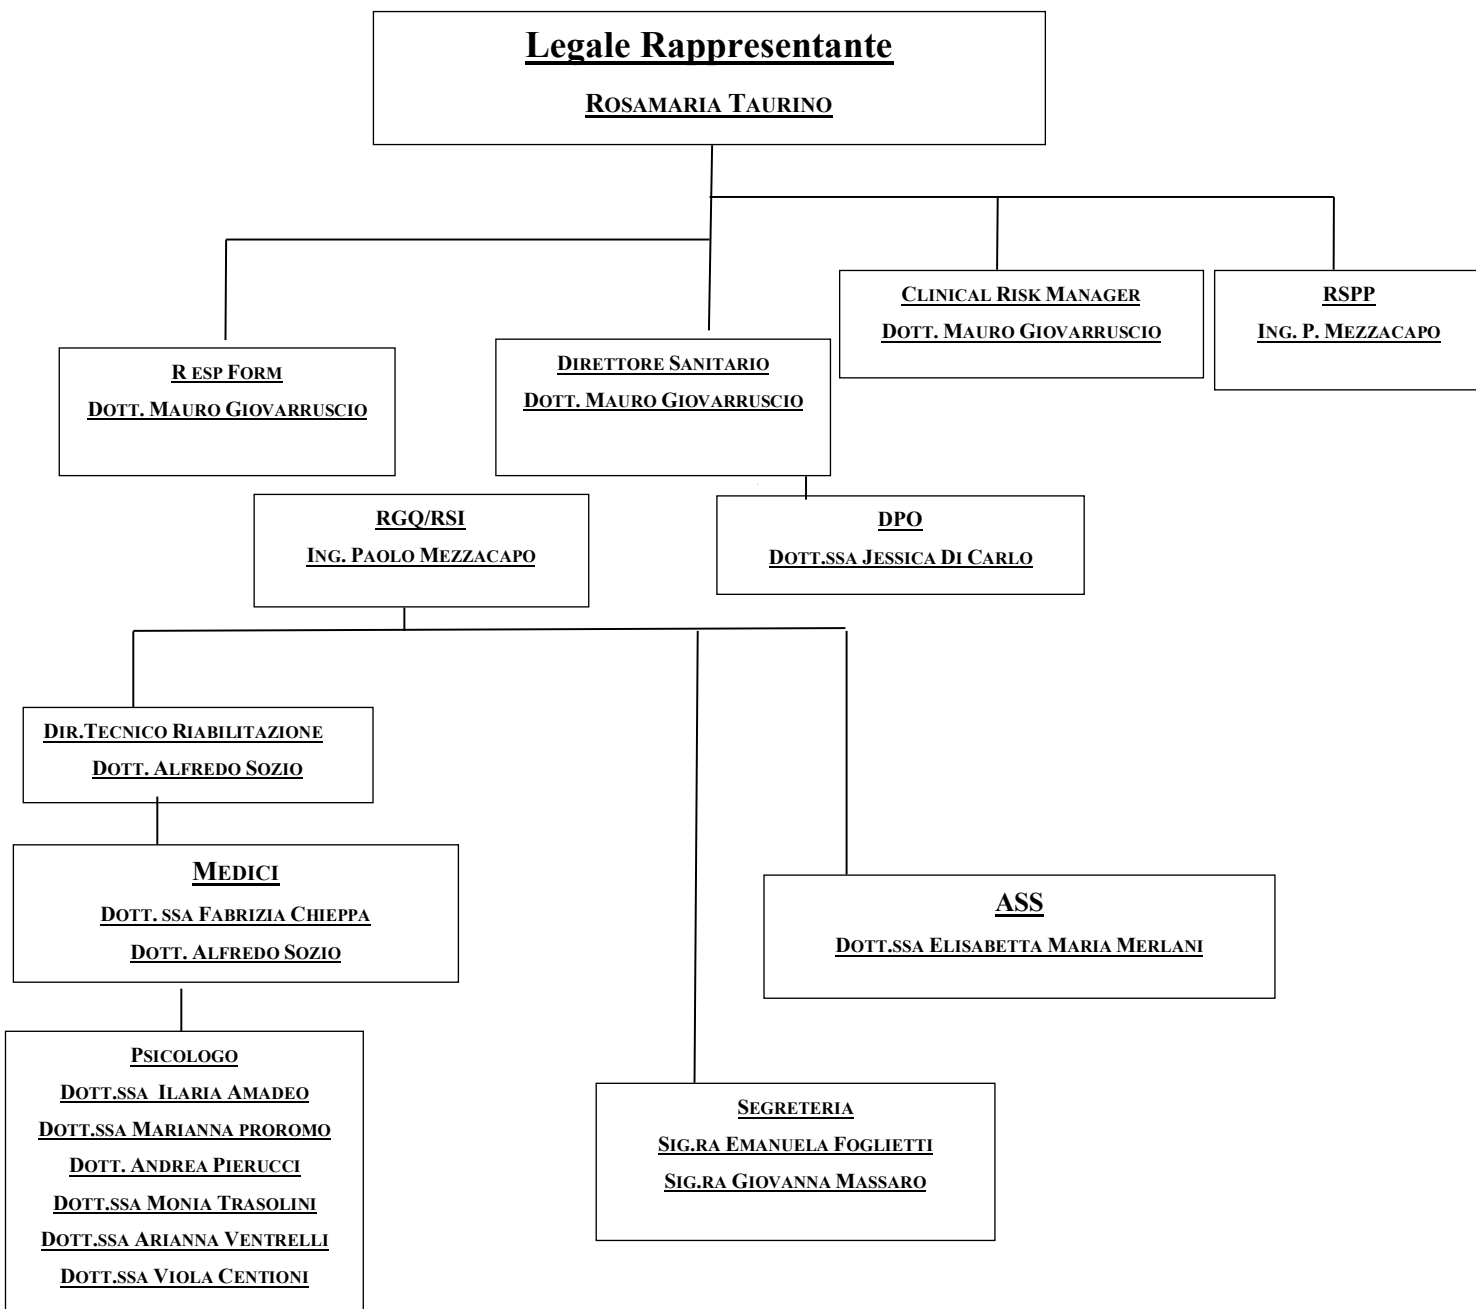 Legale Rappresentante
Rosamaria Taurino
Clinical Risk Manager
Dott. Mauro Giovarruscio
RSPP
Ing. P. Mezzacapo
R esp Form
Dott. Mauro Giovarruscio
Direttore Sanitario
Dott. Mauro Giovarruscio
RGQ/RSI
Ing. Paolo Mezzacapo
DPO
Dott.ssa Jessica Di Carlo
Dir.Tecnico Riabilitazione
Dott. Alfredo Sozio
Medici
Dott. ssa Fabrizia Chieppa
Dott. Alfredo Sozio
ASS
Dott.ssa Elisabetta Maria Merlani
Psicologo
Dott.ssa Ilaria Amadeo
Dott.ssa Marianna proromo
Dott. Andrea Pierucci
Dott.ssa Monia Trasolini
Dott.ssa Arianna Ventrelli
Dott.ssa Viola Centioni
Segreteria
Sig.ra Emanuela Foglietti
Sig.ra Giovanna Massaro